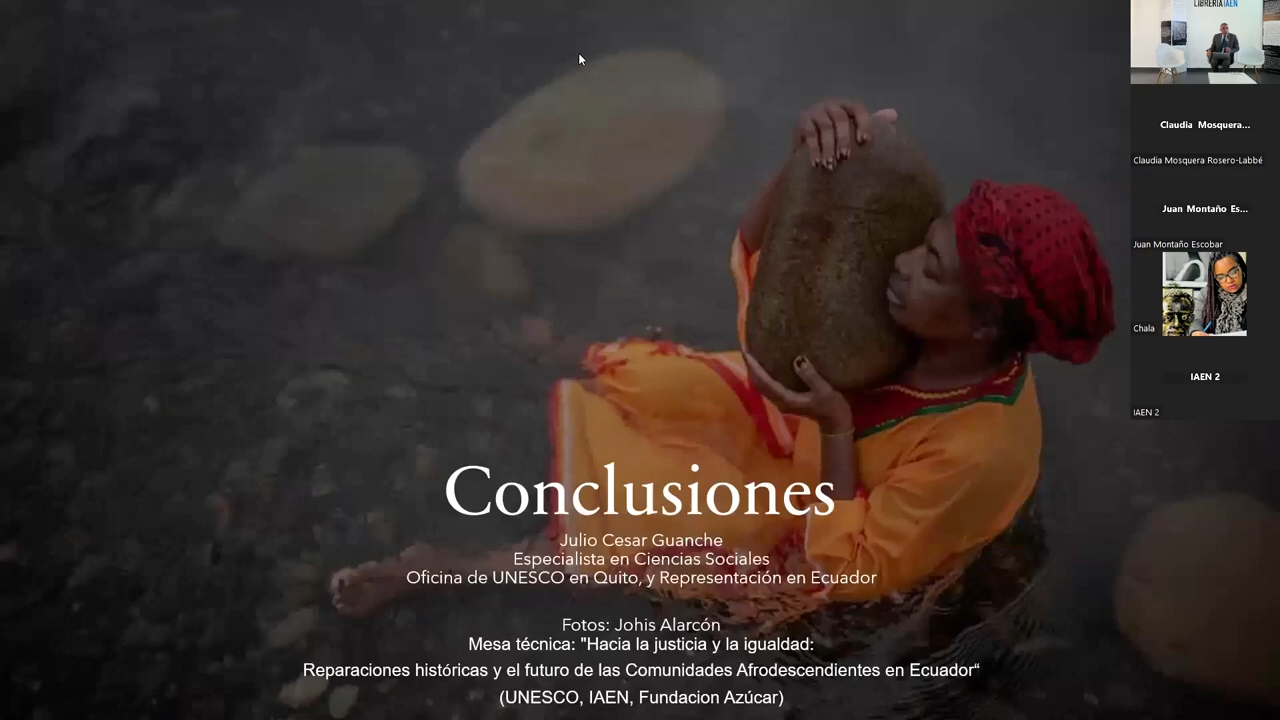 Conclusiones
Julio Cesar Guanche
Especialista en Ciencias Sociales
Oficina de UNESCO en Quito, y Representación en Ecuador
Fotos: Johis Alarcón
Mesa técnica: "Hacia la justicia y la igualdad:
Reparaciones históricas y el futuro de las Comunidades Afrodescendientes en Ecuador“
(UNESCO, IAEN, Fundacion Azúcar)
LIBRERÍA IAEN
Claudia Mosquera...
Claudia Mosquera Rosero-Labbé
Juan Montaño Es...
Juan Montaño Escobar
Chala
IAEN 2
IAEN 2